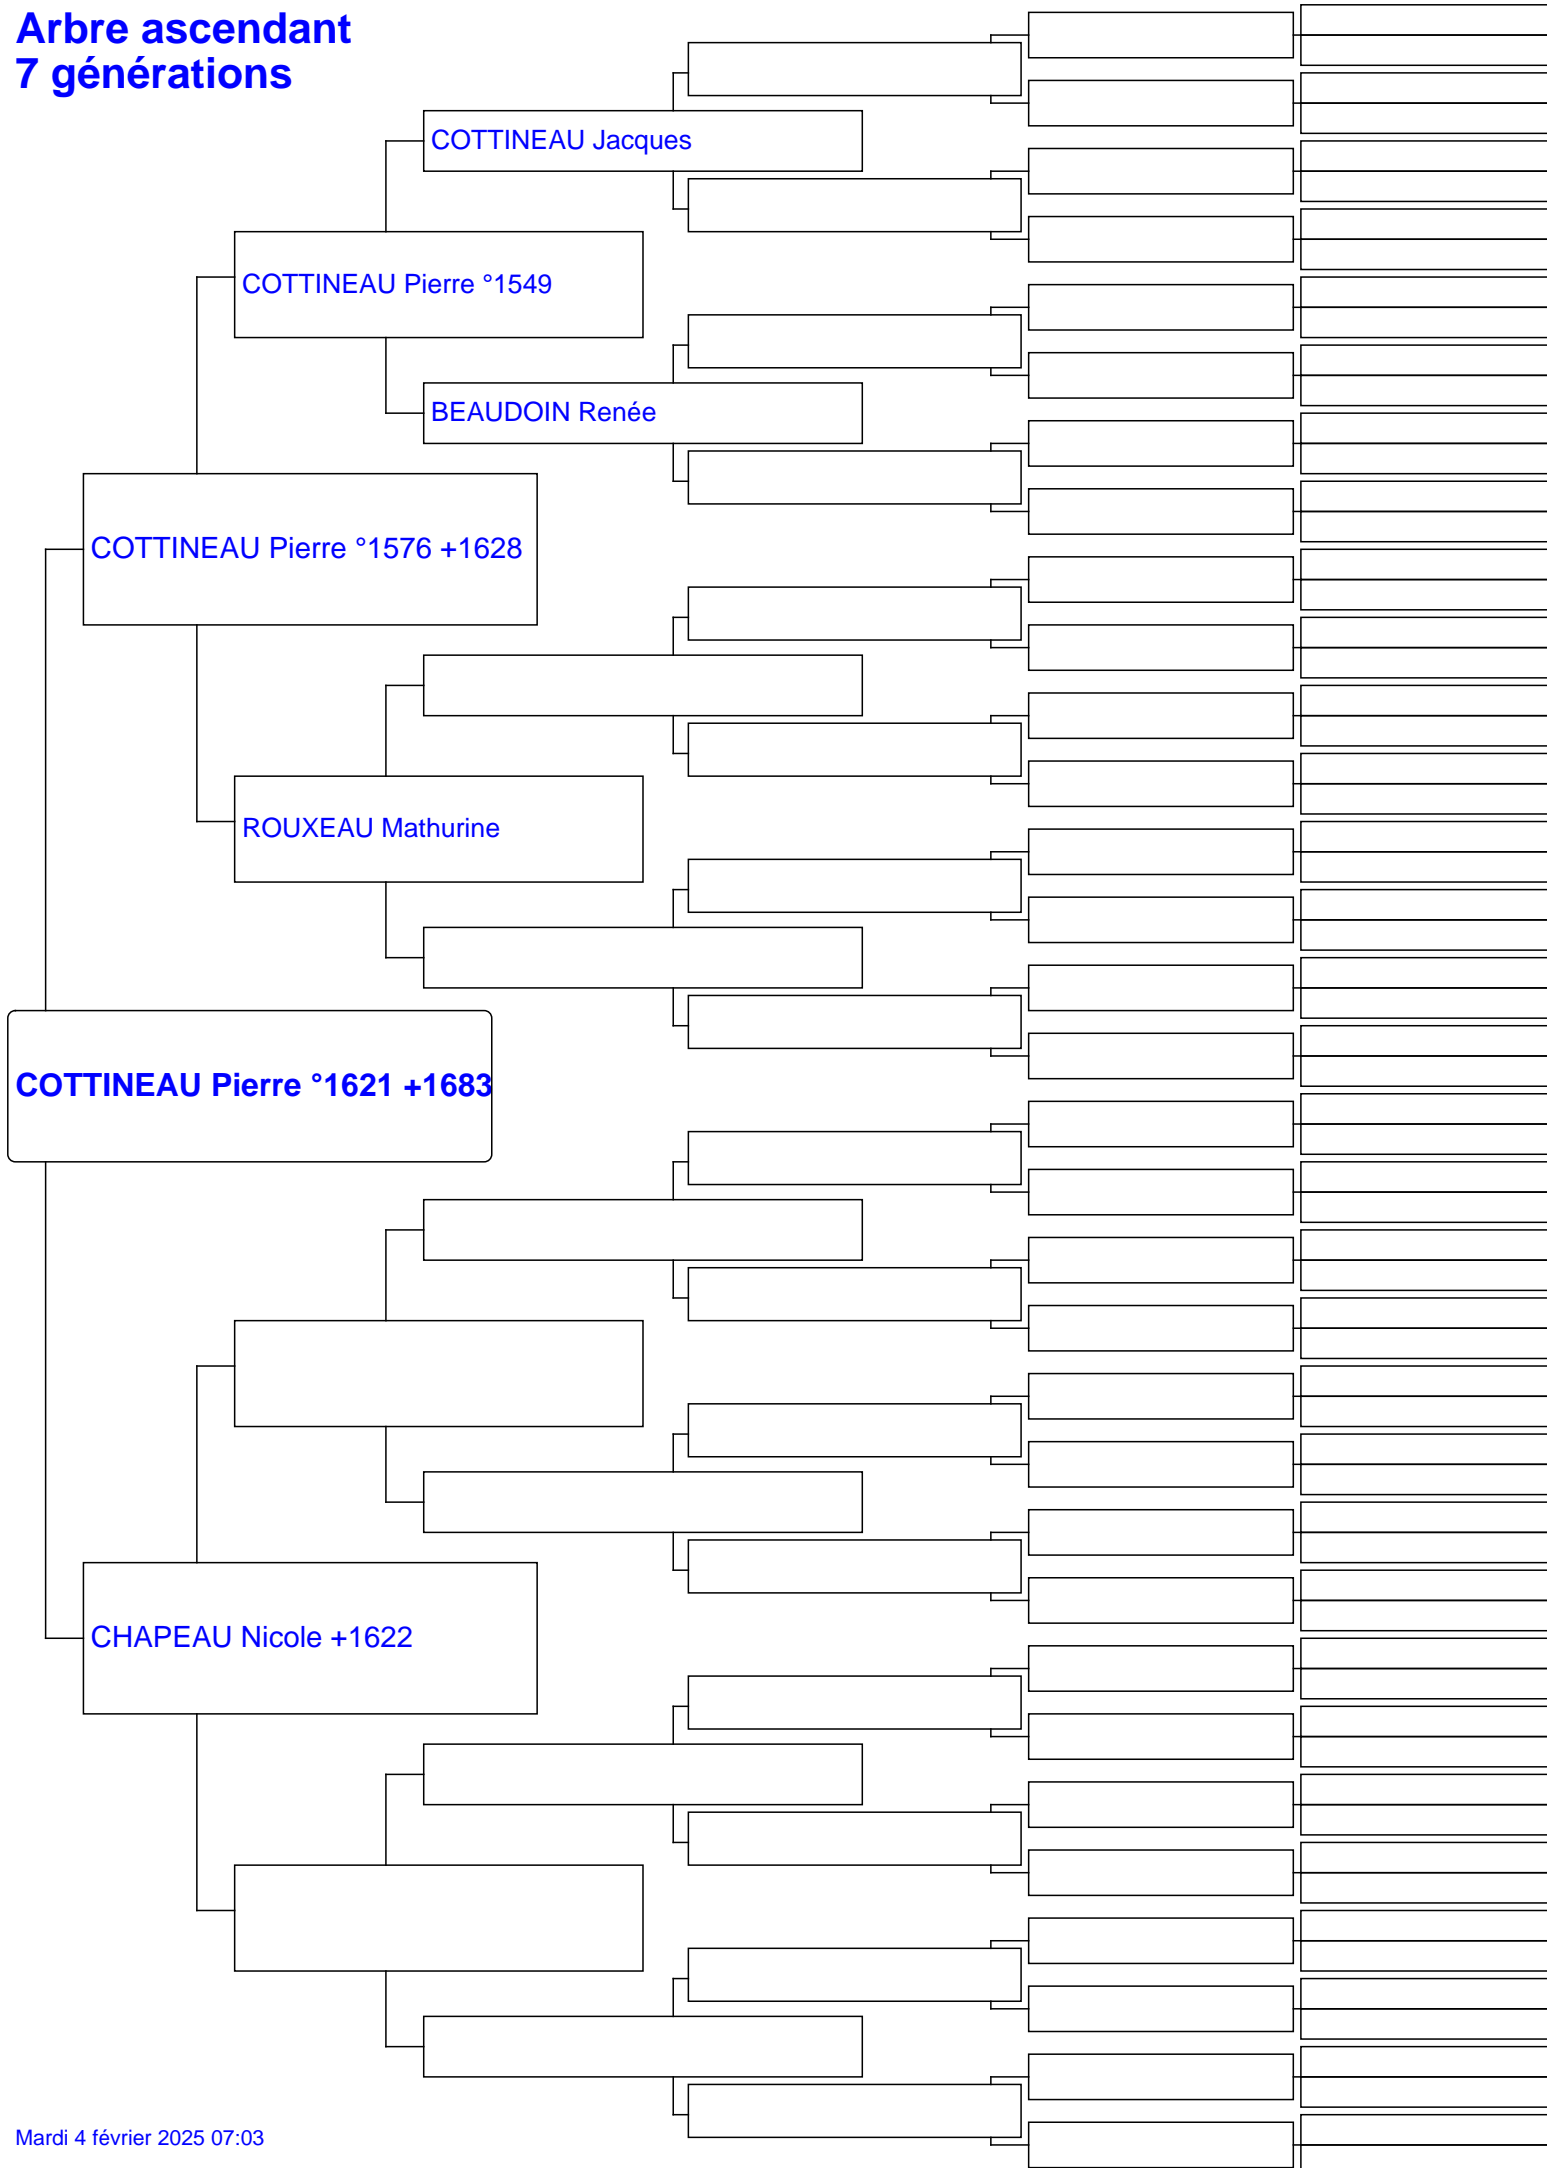 Arbre ascendant
7 générations
COTTINEAU Jacques
COTTINEAU Pierre °1549
BEAUDOIN Renée
COTTINEAU Pierre °1576 +1628
ROUXEAU Mathurine
COTTINEAU Pierre °1621 +1683
CHAPEAU Nicole +1622
Mardi 4 février 2025 07:03